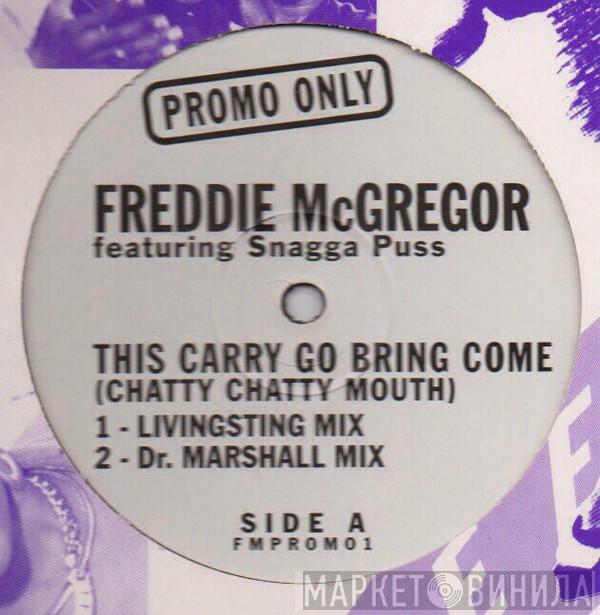 PROMO ONLY
FREDDIE McGREGOR
featuring Snagga Puss
THIS CARRY GO BRING COME
(CHATTY CHATTY MOUTH)
1 - LIVINGSTING MIX
2 - Dr. MARSHALL MIX
SIDE A
FMPROMO1
МАРКЕТ ВИНИЛА